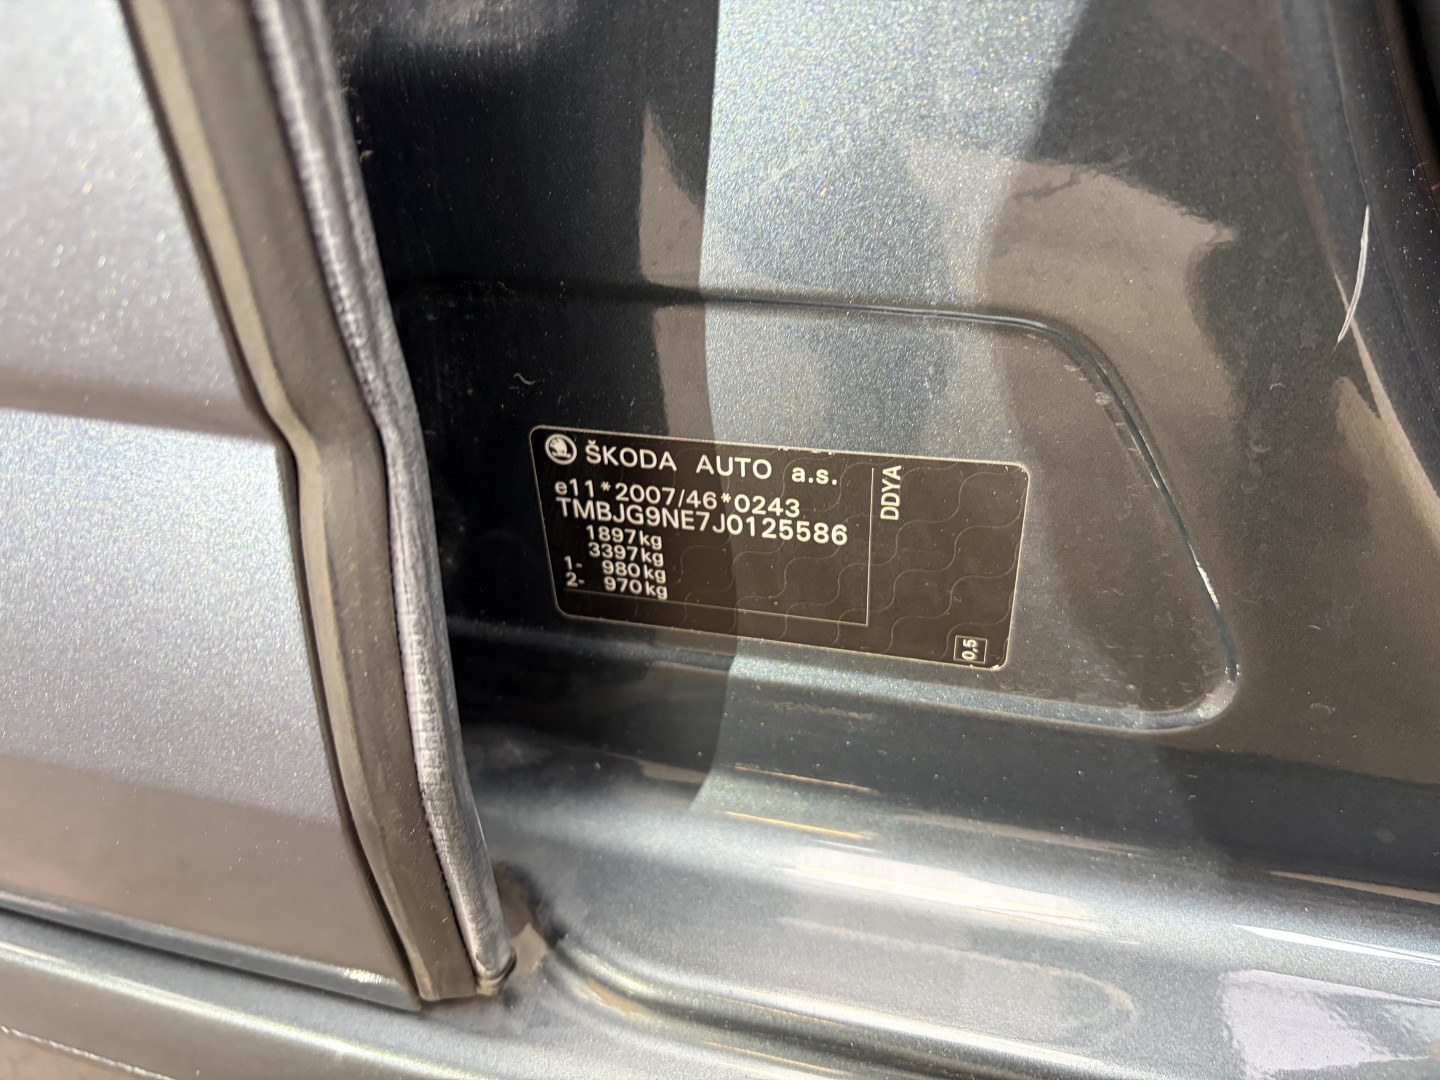 ŠKODA AUTO a.s.
e11*2007/46*0243
TMBJG9NE7J0125586
1897kg
3397kg
1- 980kg
2- 970kg
DDYA
0.5